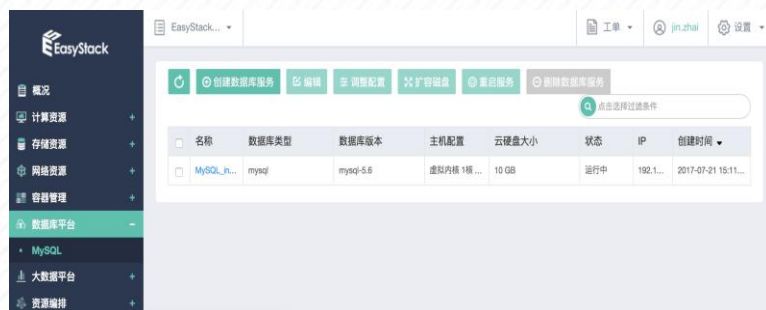 EasyStack
EasyStack...
工单
jin.zhai
设置
概况
计算资源
存储资源
网络资源
容器管理
数据库平台
MySQL
大数据平台
资源编排
创建数据库服务 编辑 调整配置 扩容磁盘 重启服务 删除数据库服务
点击选择过滤条件
名称 数据库类型 数据库版本 主机配置 云硬盘大小 状态 IP 创建时间
MySQL_in... mysql mysql-5.6 虚拟内核 1核 ... 10 GB 运行中 192.1... 2017-07-21 15:11...